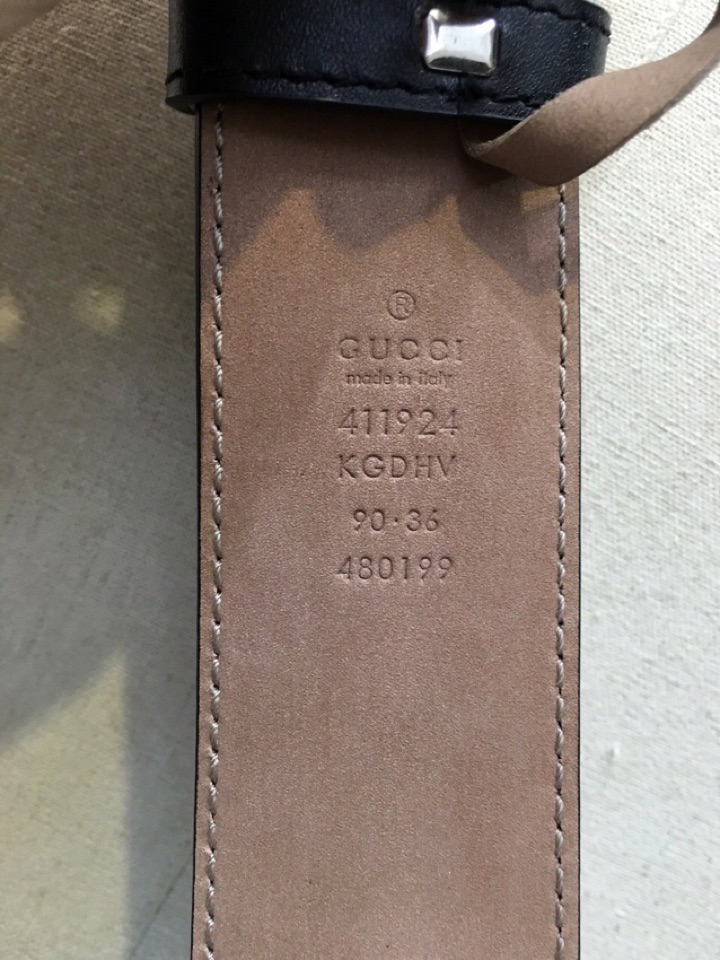 ®
GUCCI
made in italy
411924
KGDHV
90·36
480199